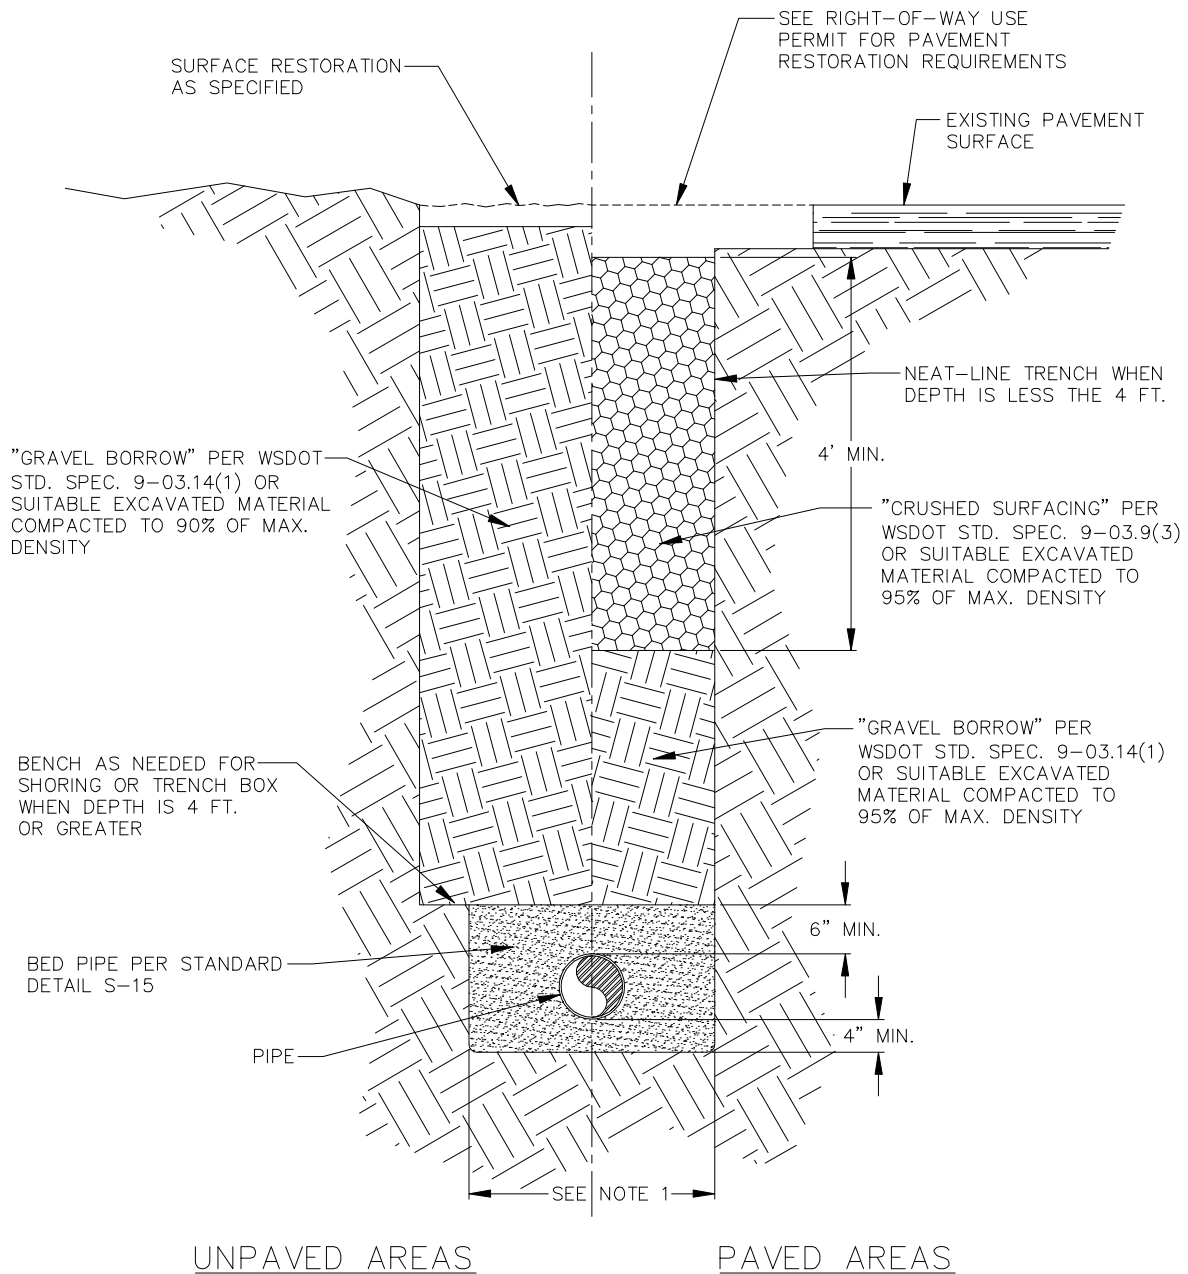 SEE RIGHT-OF-WAY USE
PERMIT FOR PAVEMENT
RESTORATION REQUIREMENTS
SURFACE RESTORATION
AS SPECIFIED
EXISTING PAVEMENT
SURFACE
NEAT-LINE TRENCH WHEN
DEPTH IS LESS THE 4 FT.
4' MIN.
"GRAVEL BORROW" PER WSDOT
STD. SPEC. 9-03.14(1) OR
SUITABLE EXCAVATED MATERIAL
COMPACTED TO 90% OF MAX.
DENSITY
"CRUSHED SURFACING" PER
WSDOT STD. SPEC. 9-03.9(3)
OR SUITABLE EXCAVATED
MATERIAL COMPACTED TO
95% OF MAX. DENSITY
"GRAVEL BORROW" PER
WSDOT STD. SPEC. 9-03.14(1)
OR SUITABLE EXCAVATED
MATERIAL COMPACTED TO
95% OF MAX. DENSITY
BENCH AS NEEDED FOR
SHORING OR TRENCH BOX
WHEN DEPTH IS 4 FT.
OR GREATER
6" MIN.
BED PIPE PER STANDARD
DETAIL S-15
4" MIN.
PIPE
SEE NOTE 1
UNPAVED AREAS
PAVED AREAS